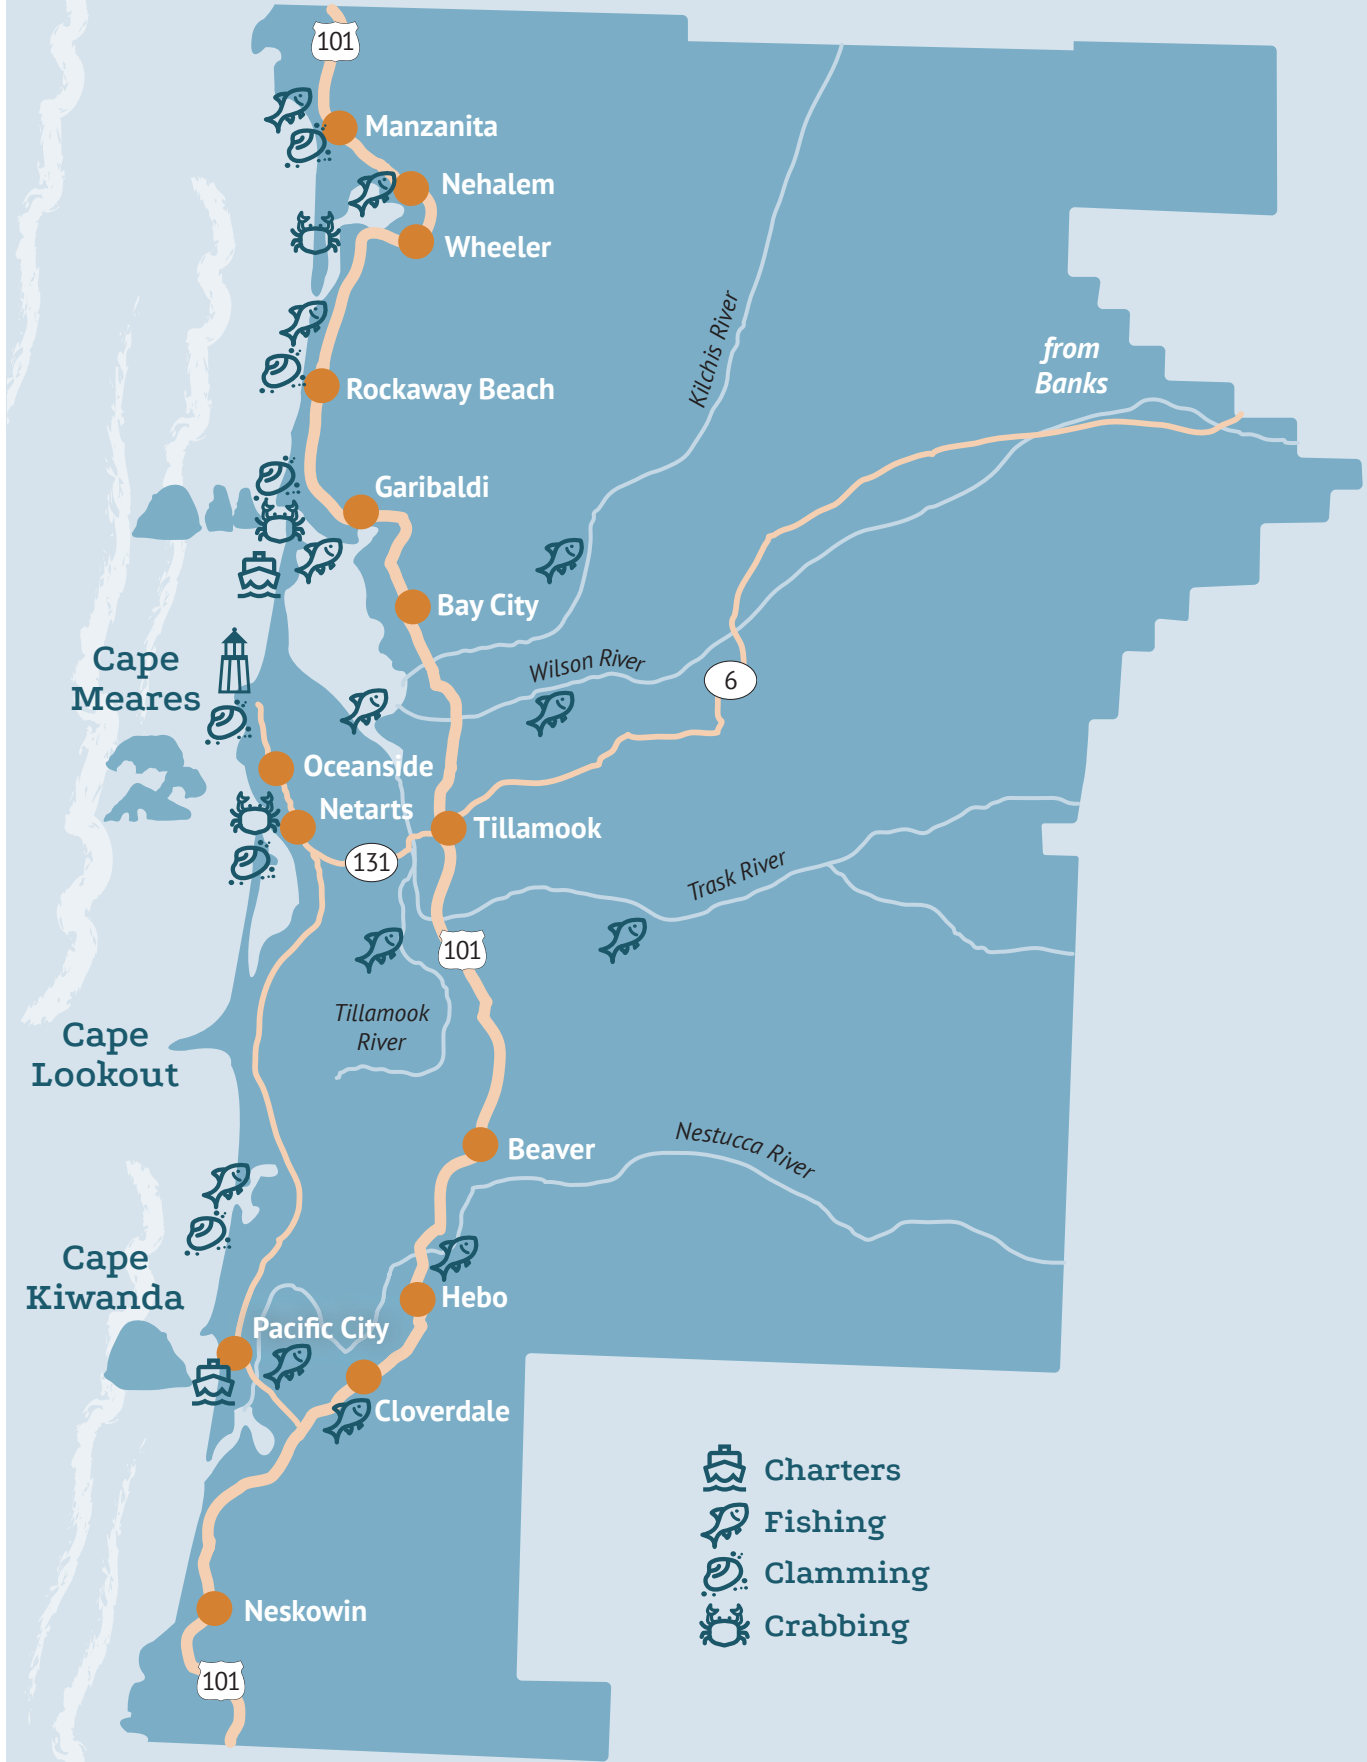 101
Manzanita
Nehalem
Wheeler
Kilchis River
from
Banks
Rockaway Beach
Garibaldi
Bay City
Cape
Meares
Wilson River
6
Oceanside
Netarts
Tillamook
131
Trask River
101
Tillamook
River
Cape
Lookout
Beaver
Nestucca River
Cape
Kiwanda
Hebo
Pacific City
Cloverdale
Charters
Fishing
Clamming
Crabbing
Neskowin
101